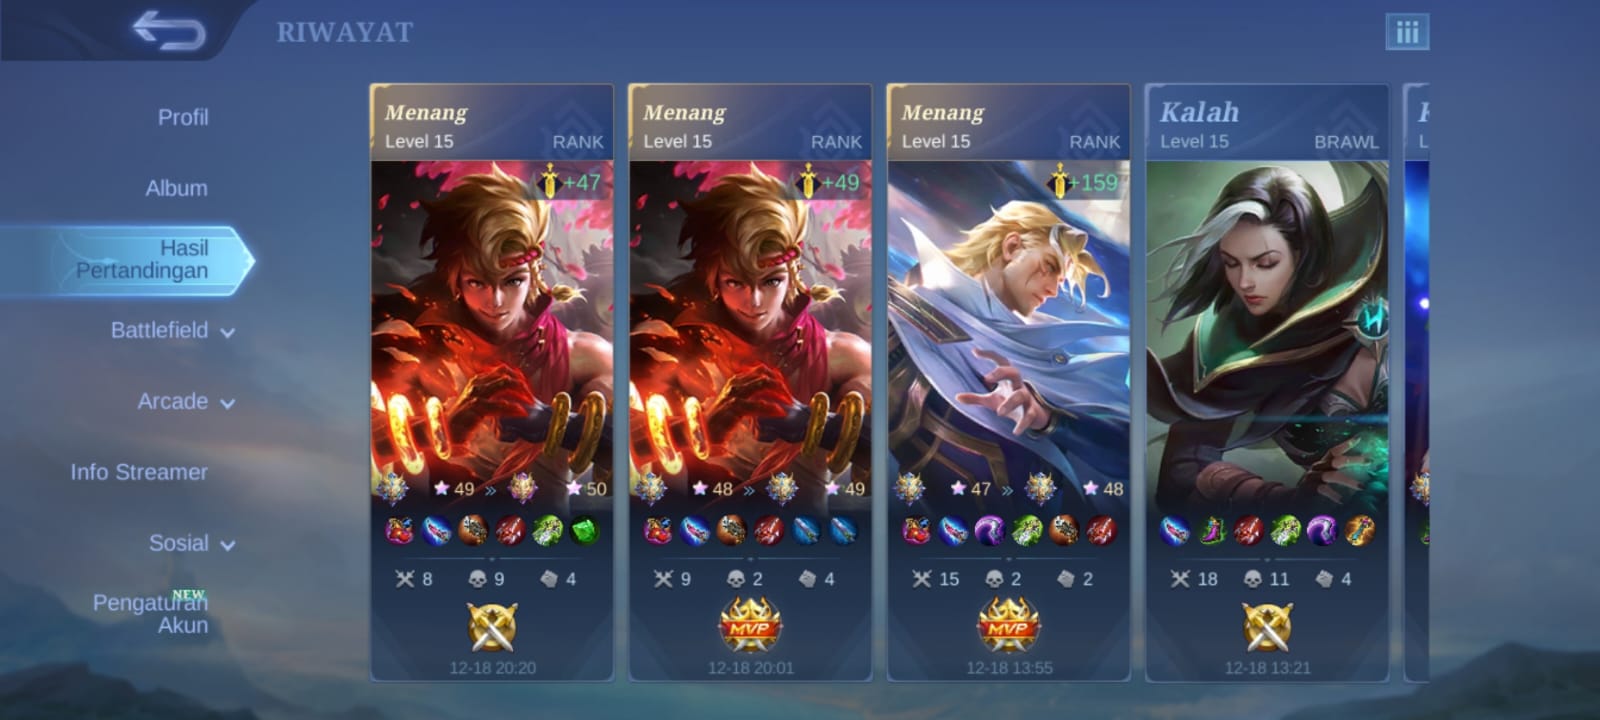 RIWAYAT
Profil
Album
Hasil
Pertandingan
Battlefield
Arcade
Info Streamer
Sosial
NEW
Pengaturan
Akun
Menang
Level 15 RANK
+47
49 » 50
8 9 4
12-18 20:20
Menang
Level 15 RANK
+49
48 » 49
9 2 4
MVP
12-18 20:01
Menang
Level 15 RANK
+159
47 » 48
15 2 2
MVP
12-18 13:55
Kalah
Level 15 BRAWL
18 11 4
12-18 13:21